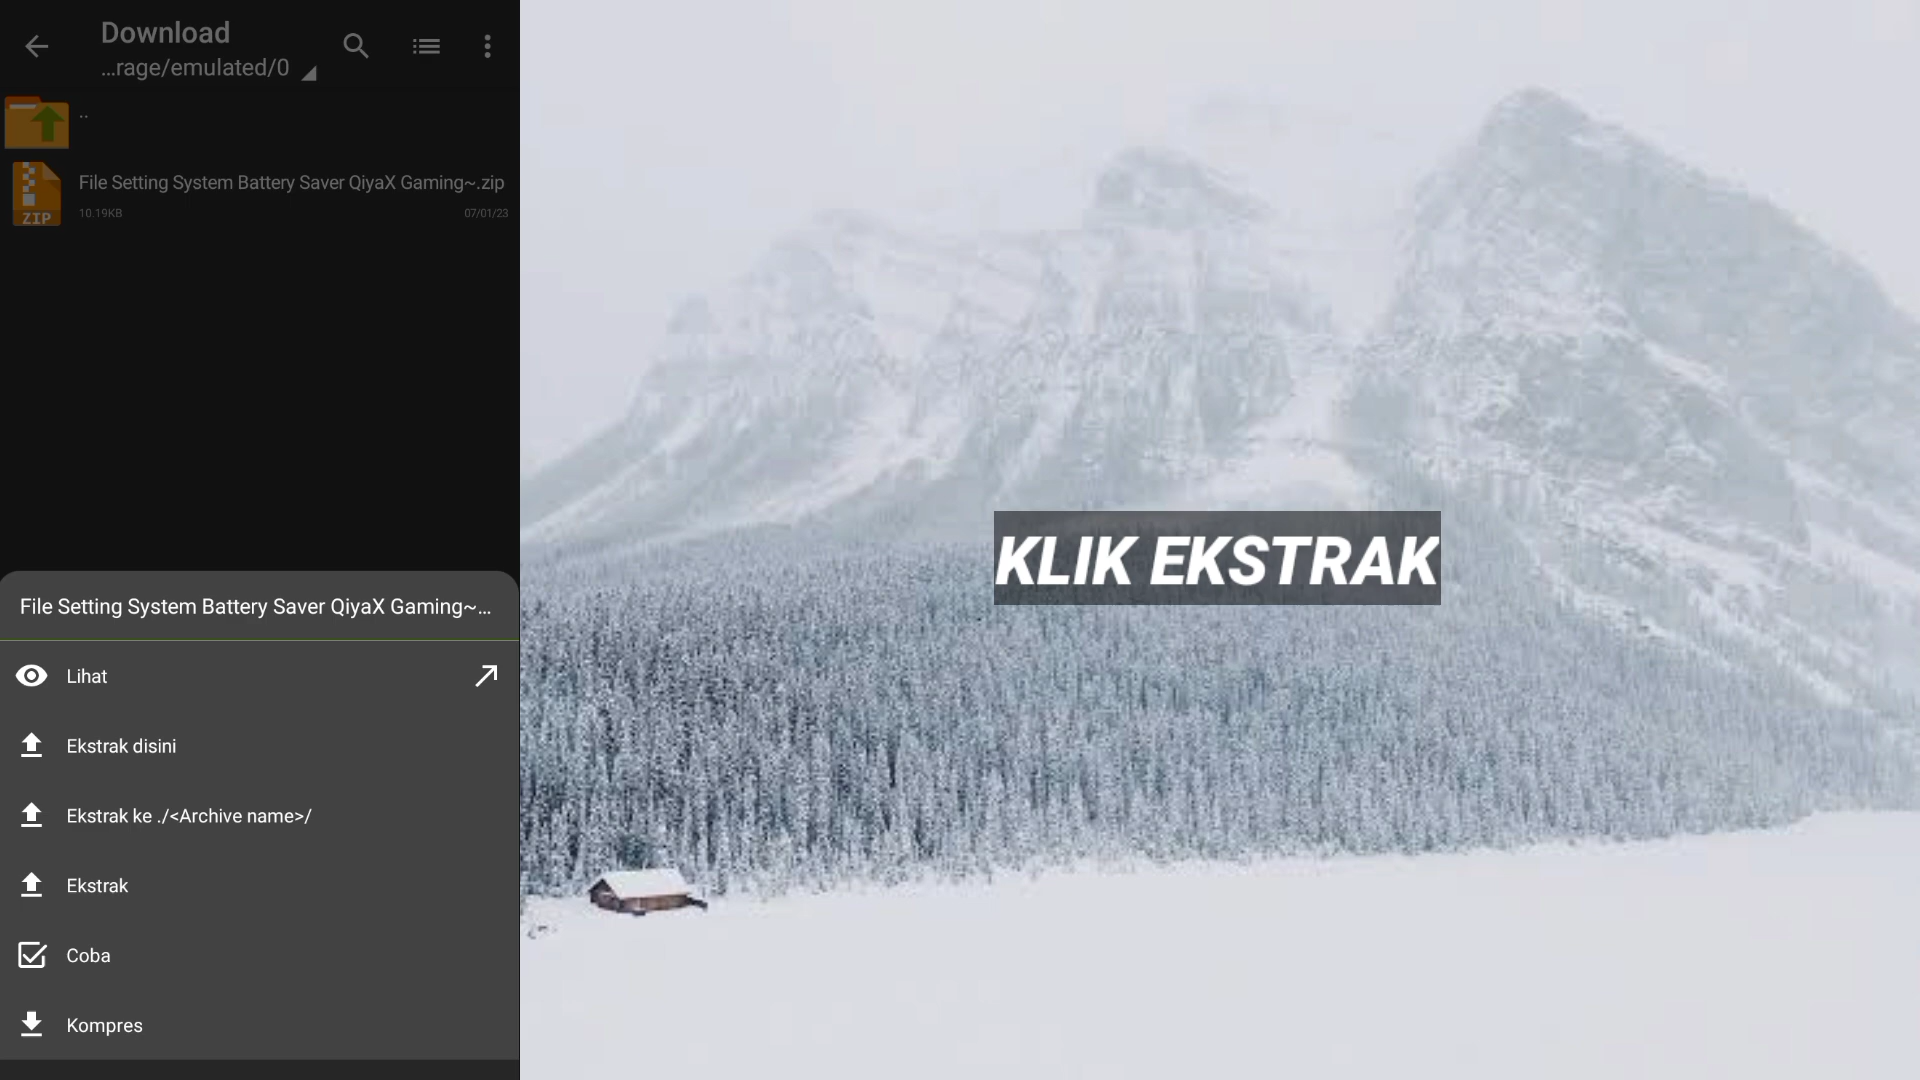 Download
...rage/emulated/0
..
File Setting System Battery Saver QiyaX Gaming~.zip
10.19KB
07/01/23
ZIP
File Setting System Battery Saver QiyaX Gaming~...
Lihat
Ekstrak disini
Ekstrak ke ./<Archive name>/
Ekstrak
Coba
Kompres
KLIK EKSTRAK